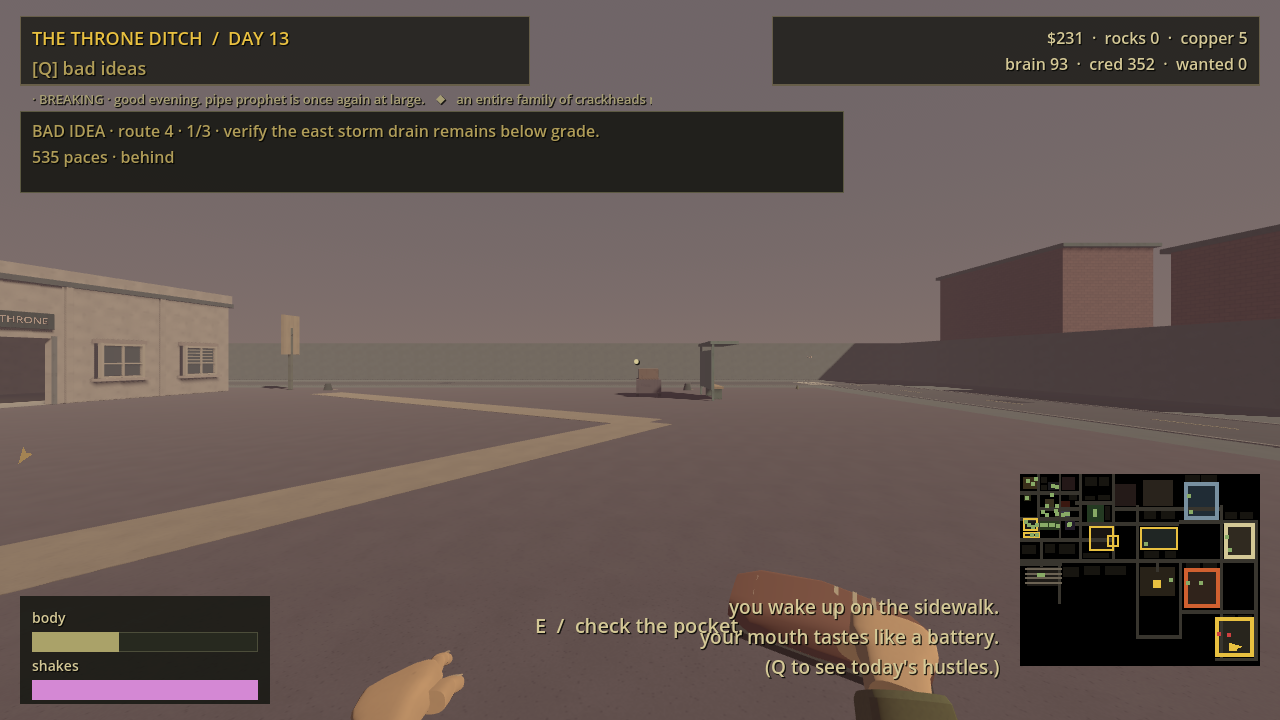 THE THRONE DITCH / DAY 13
[Q] bad ideas
$231 · rocks 0 · copper 5
brain 93 · cred 352 · wanted 0
· BREAKING · good evening. pipe prophet is once again at large. ◆ an entire family of crackheads
BAD IDEA · route 4 · 1/3 · verify the east storm drain remains below grade.
535 paces · behind
THRONE
E / check the pocket.
you wake up on the sidewalk.
your mouth tastes like a battery.
(Q to see today's hustles.)
body
shakes